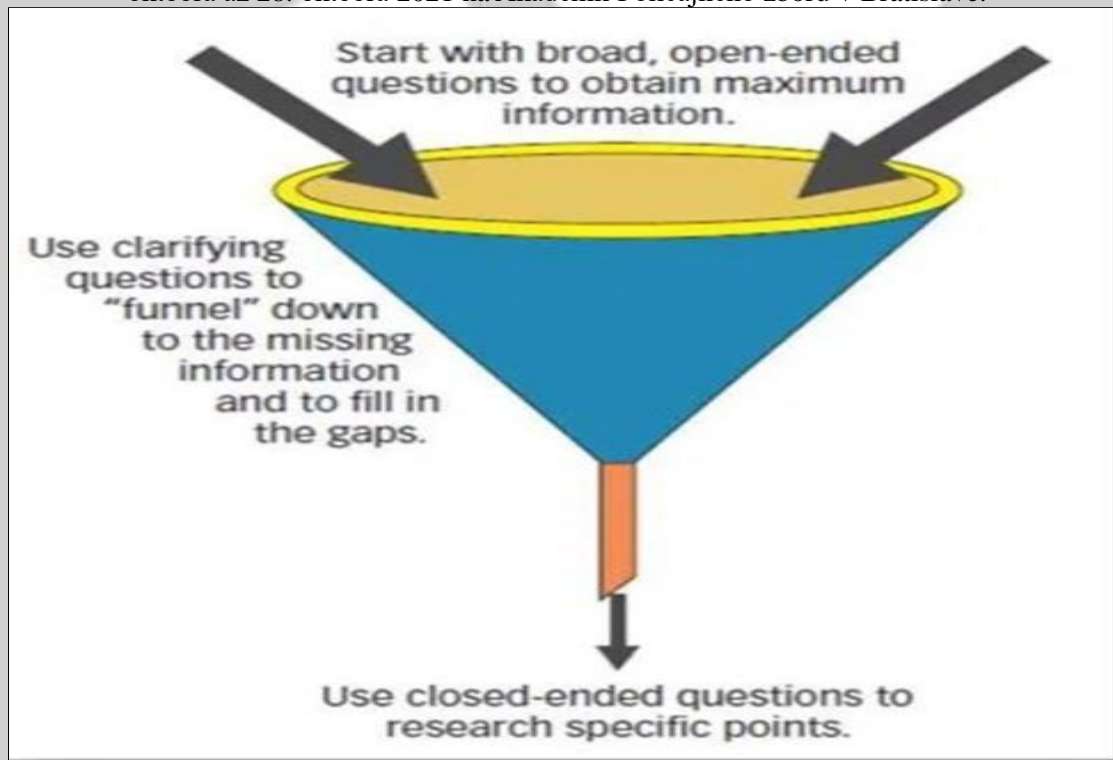 Start with broad, open-ended
questions to obtain maximum
information.
Use clarifying
questions to
“funnel” down
to the missing
information
and to fill in
the gaps.
Use closed-ended questions to
research specific points.